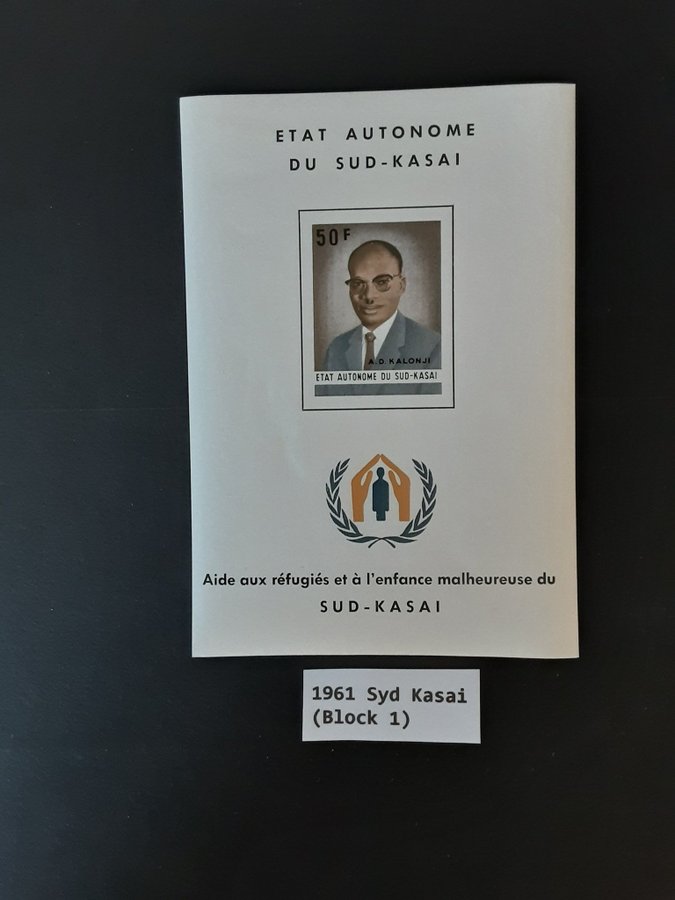 ETAT AUTONOME
DU SUD-KASAI
50F
A.D. KALONJI
ETAT AUTONOME DU SUD-KASAI
Aide aux réfugiés et à l'enfance malheureuse du
SUD-KASAI
1961 Syd Kasai
(Block 1)